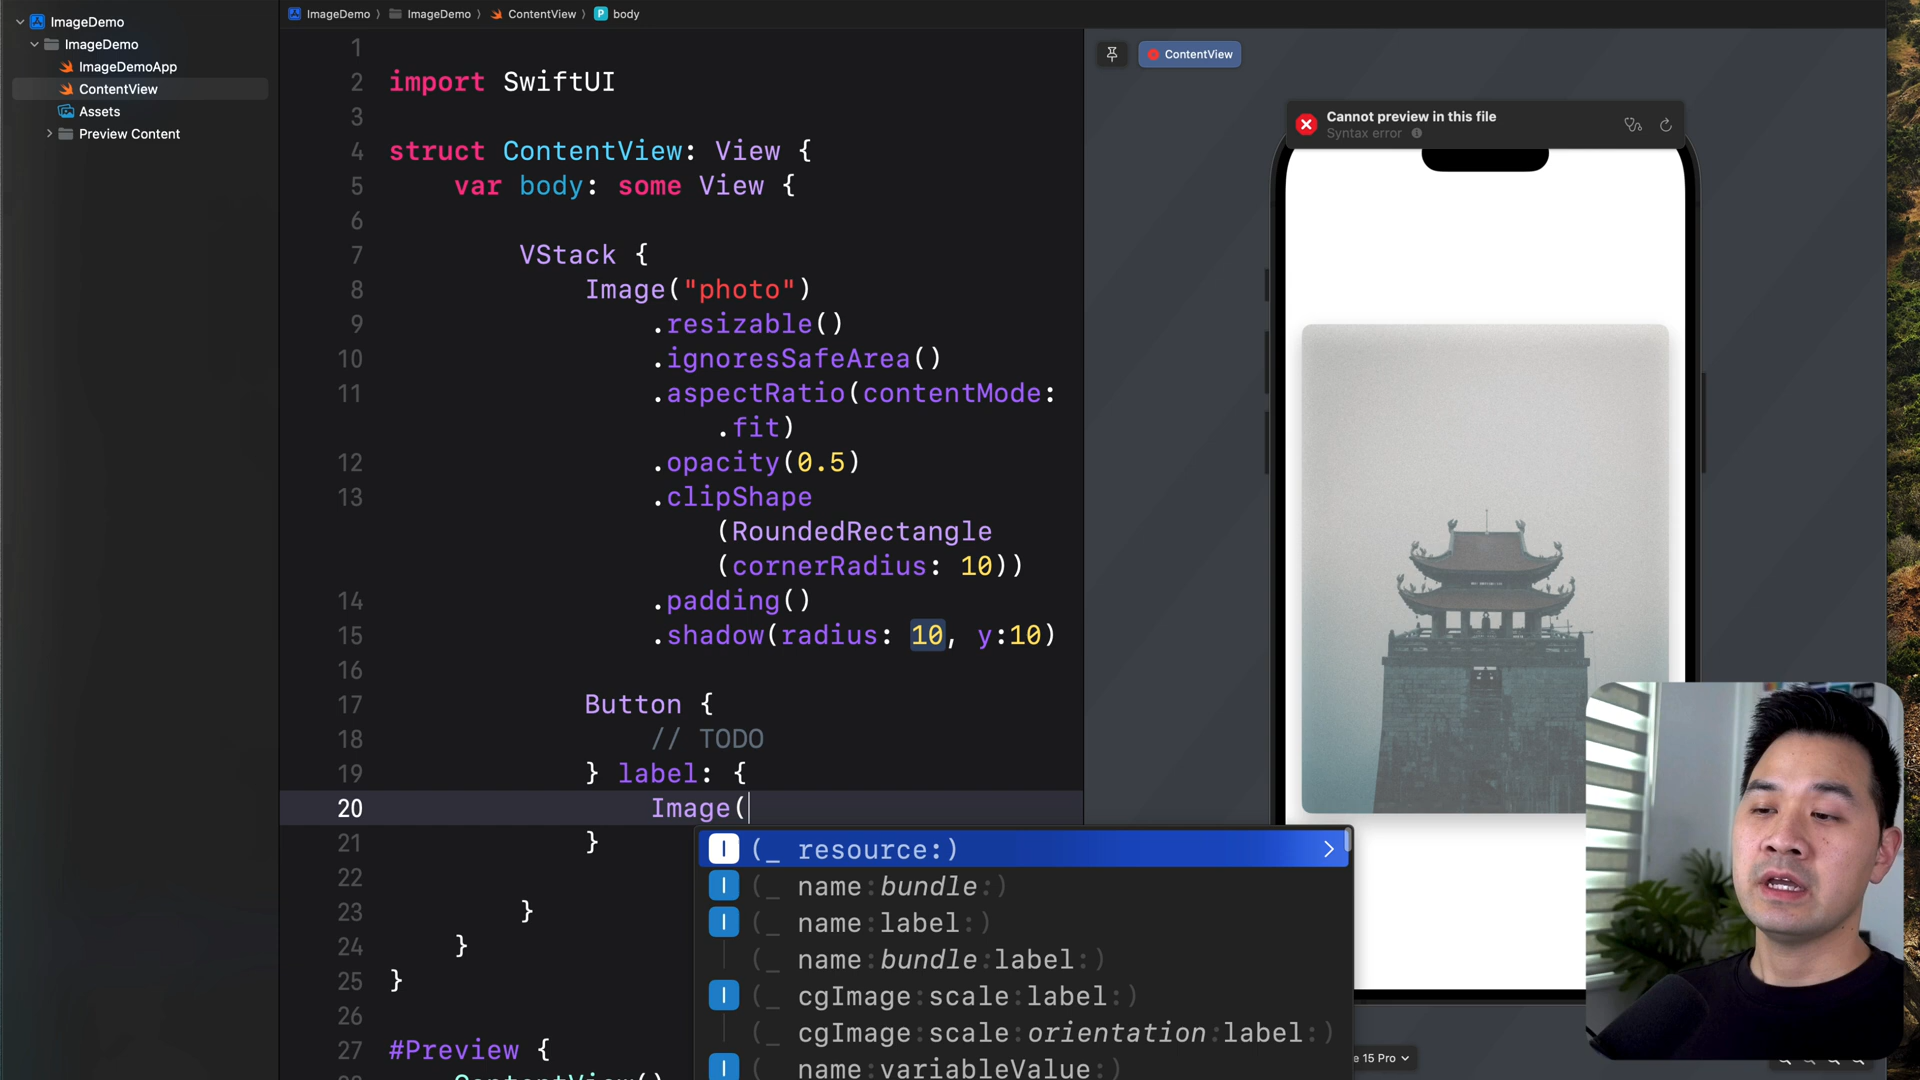 ImageDemo
ImageDemo
ImageDemoApp
ContentView
Assets
Preview Content
ImageDemo ImageDemo ContentView P body
1
2 import SwiftUI
3
4 struct ContentView: View {
5 var body: some View {
6
7 VStack {
8 Image("photo")
9 .resizable()
10 .ignoresSafeArea()
11 .aspectRatio(contentMode:
.fit)
12 .opacity(0.5)
13 .clipShape
(RoundedRectangle
(cornerRadius: 10))
14 .padding()
15 .shadow(radius: 10, y:10)
16
17 Button {
18 // TODO
19 } label: {
20 Image(
21 }
22
23 }
24 }
25 }
26
27 #Preview {
ContentView()
I (_ resource:)
I (_ name:bundle:)
I (_ name:label:)
(_ name:bundle:label:)
I (_ cgImage:scale:label:)
(_ cgImage:scale:orientation:label:)
I (_ name:variableValue:)
ContentView
Cannot preview in this file
Syntax error
e 15 Pro